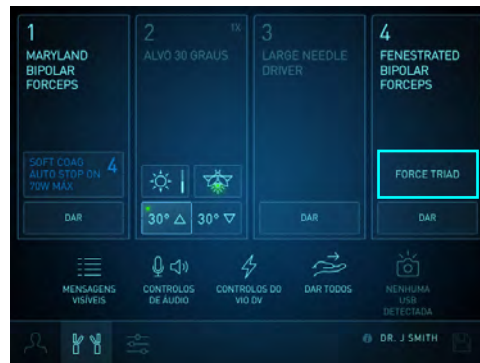 1
MARYLAND
BIPOLAR
FORCEPS
SOFT COAG 4
AUTO STOP ON
70W MÁX
DAR
2 1X
ALVO 30 GRAUS
30° △ 30° ▽
3
LARGE NEEDLE
DRIVER
DAR
4
FENESTRATED
BIPOLAR
FORCEPS
FORCE TRIAD
DAR
MENSAGENS
VISÍVEIS
CONTROLOS
DE ÁUDIO
CONTROLOS DO
VIO DV
DAR TODOS
NENHUMA
USB
DETECTADA
DR. J SMITH